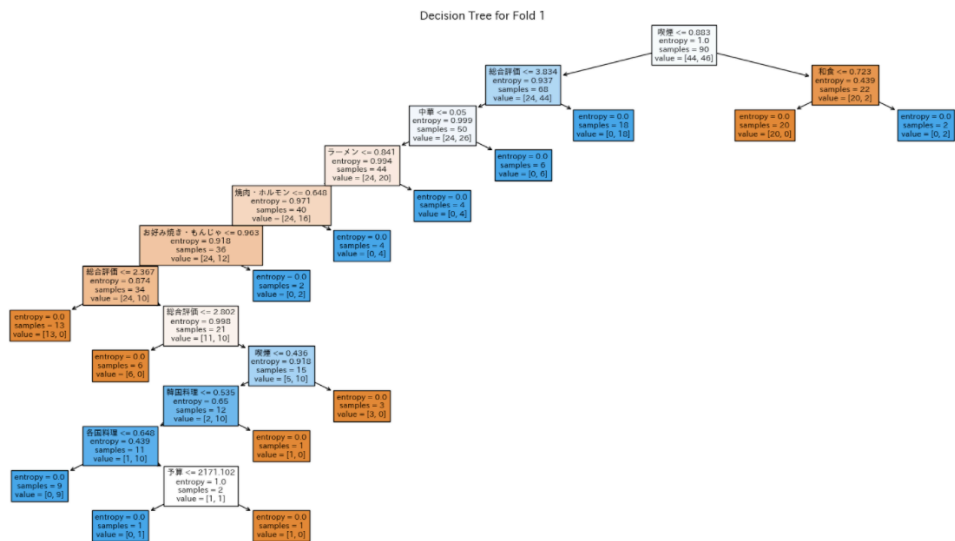 Decision Tree for Fold 1
喫煙 <= 0.883
entropy = 1.0
samples = 90
value = [44, 46]
総合評価 <= 3.834
entropy = 0.937
samples = 68
value = [24, 44]
和食 <= 0.723
entropy = 0.439
samples = 22
value = [20, 2]
中華 <= 0.05
entropy = 0.999
samples = 50
value = [24, 26]
entropy = 0.0
samples = 18
value = [0, 18]
entropy = 0.0
samples = 20
value = [20, 0]
entropy = 0.0
samples = 2
value = [0, 2]
ラーメン <= 0.841
entropy = 0.994
samples = 44
value = [24, 20]
entropy = 0.0
samples = 6
value = [0, 6]
焼肉・ホルモン <= 0.648
entropy = 0.971
samples = 40
value = [24, 16]
entropy = 0.0
samples = 4
value = [0, 4]
お好み焼き・もんじゃ <= 0.963
entropy = 0.918
samples = 36
value = [24, 12]
entropy = 0.0
samples = 4
value = [0, 4]
総合評価 <= 2.367
entropy = 0.874
samples = 34
value = [24, 10]
entropy = 0.0
samples = 2
value = [0, 2]
entropy = 0.0
samples = 13
value = [13, 0]
総合評価 <= 2.802
entropy = 0.998
samples = 21
value = [11, 10]
entropy = 0.0
samples = 6
value = [6, 0]
喫煙 <= 0.436
entropy = 0.918
samples = 15
value = [5, 10]
韓国料理 <= 0.535
entropy = 0.65
samples = 12
value = [2, 10]
entropy = 0.0
samples = 3
value = [3, 0]
各国料理 <= 0.648
entropy = 0.439
samples = 11
value = [1, 10]
entropy = 0.0
samples = 1
value = [1, 0]
entropy = 0.0
samples = 9
value = [0, 9]
予算 <= 2171.102
entropy = 1.0
samples = 2
value = [1, 1]
entropy = 0.0
samples = 1
value = [0, 1]
entropy = 0.0
samples = 1
value = [1, 0]